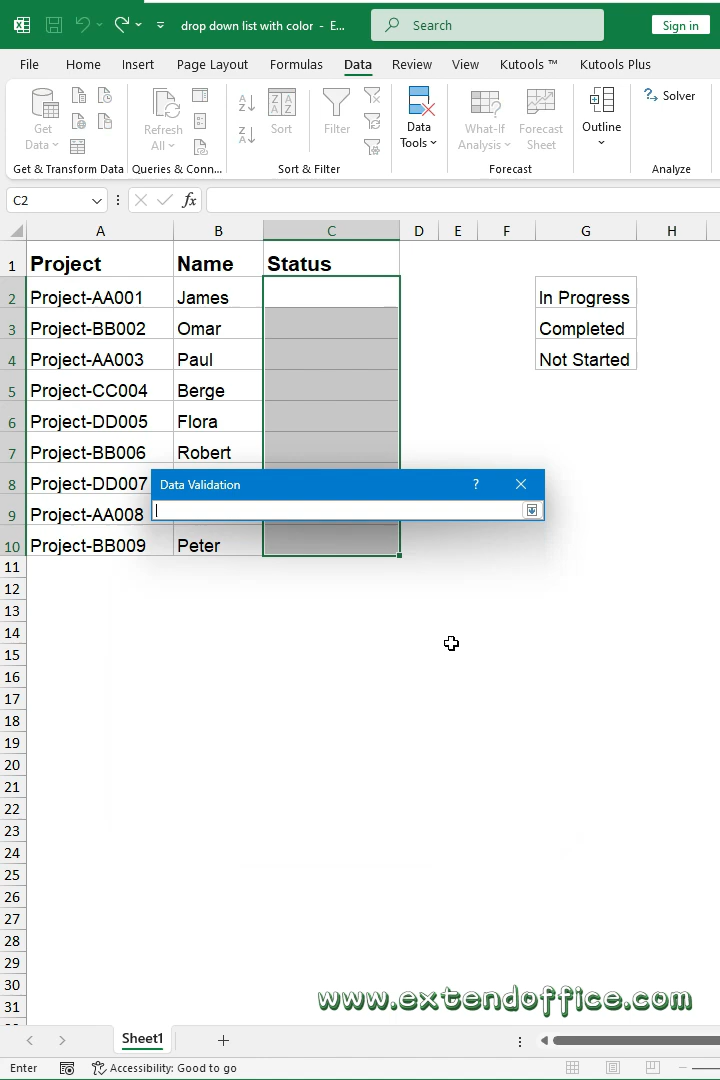 drop down list with color - E...
Search
Sign in
File Home Insert Page Layout Formulas Data Review View Kutools ™ Kutools Plus
Get Data
Refresh All
Sort
Filter
Data Tools
What-If Analysis
Forecast Sheet
Outline
Solver
Get & Transform Data Queries & Conn... Sort & Filter Forecast Analyze
C2 fx
A B C D E F G H
1 Project Name Status
2 Project-AA001 James In Progress
3 Project-BB002 Omar Completed
4 Project-AA003 Paul Not Started
5 Project-CC004 Berge
6 Project-DD005 Flora
7 Project-BB006 Robert
8 Project-DD007
Data Validation ?
9 Project-AA008
10 Project-BB009 Peter
11
12
13
14
15
16
17
18
19
20
21
22
23
24
25
26
27
28
29
30
31
www.extendoffice.com
Sheet1
Enter Accessibility: Good to go